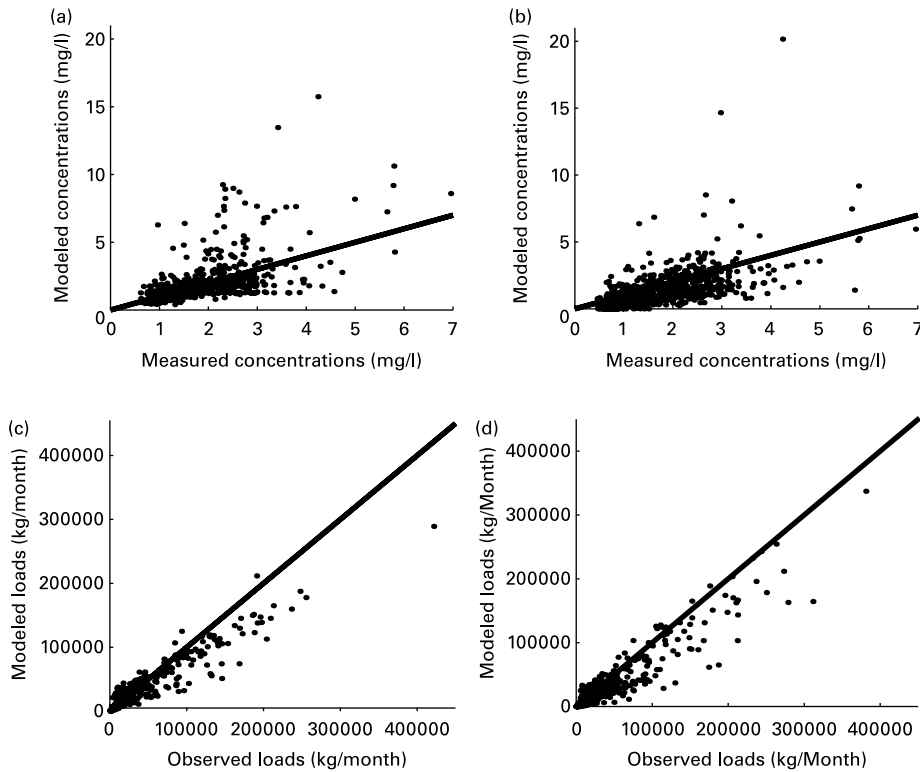 (a)
Modeled concentrations (mg/l)
20
15
10
5
0
0 1 2 3 4 5 6 7
Measured concentrations (mg/l)
(b)
Modeled concentrations (mg/l)
20
15
10
5
0
0 1 2 3 4 5 6 7
Measured concentrations (mg/l)
(c)
Modeled loads (kg/month)
400000
300000
200000
100000
0
0 100000 200000 300000 400000
Observed loads (kg/month)
(d)
Modeled loads (kg/Month)
400000
300000
200000
100000
0
0 100000 200000 300000 400000
Observed loads (kg/Month)